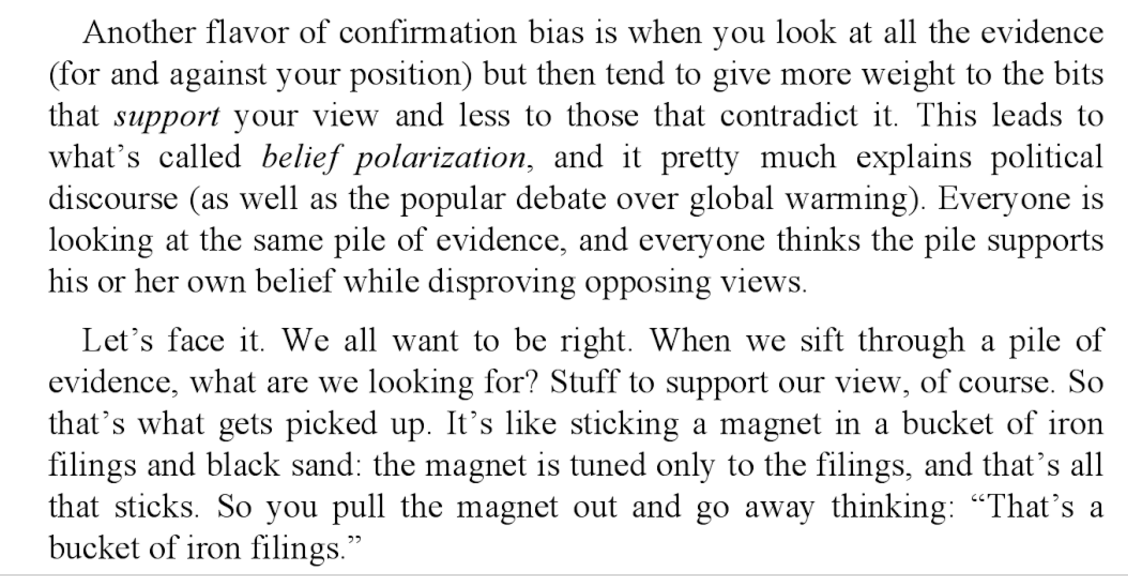 Another flavor of confirmation bias is when you look at all the evidence
(for and against your position) but then tend to give more weight to the bits
that support your view and less to those that contradict it. This leads to
what’s called belief polarization, and it pretty much explains political
discourse (as well as the popular debate over global warming). Everyone is
looking at the same pile of evidence, and everyone thinks the pile supports
his or her own belief while disproving opposing views.
Let’s face it. We all want to be right. When we sift through a pile of
evidence, what are we looking for? Stuff to support our view, of course. So
that’s what gets picked up. It’s like sticking a magnet in a bucket of iron
filings and black sand: the magnet is tuned only to the filings, and that’s all
that sticks. So you pull the magnet out and go away thinking: “That’s a
bucket of iron filings.”